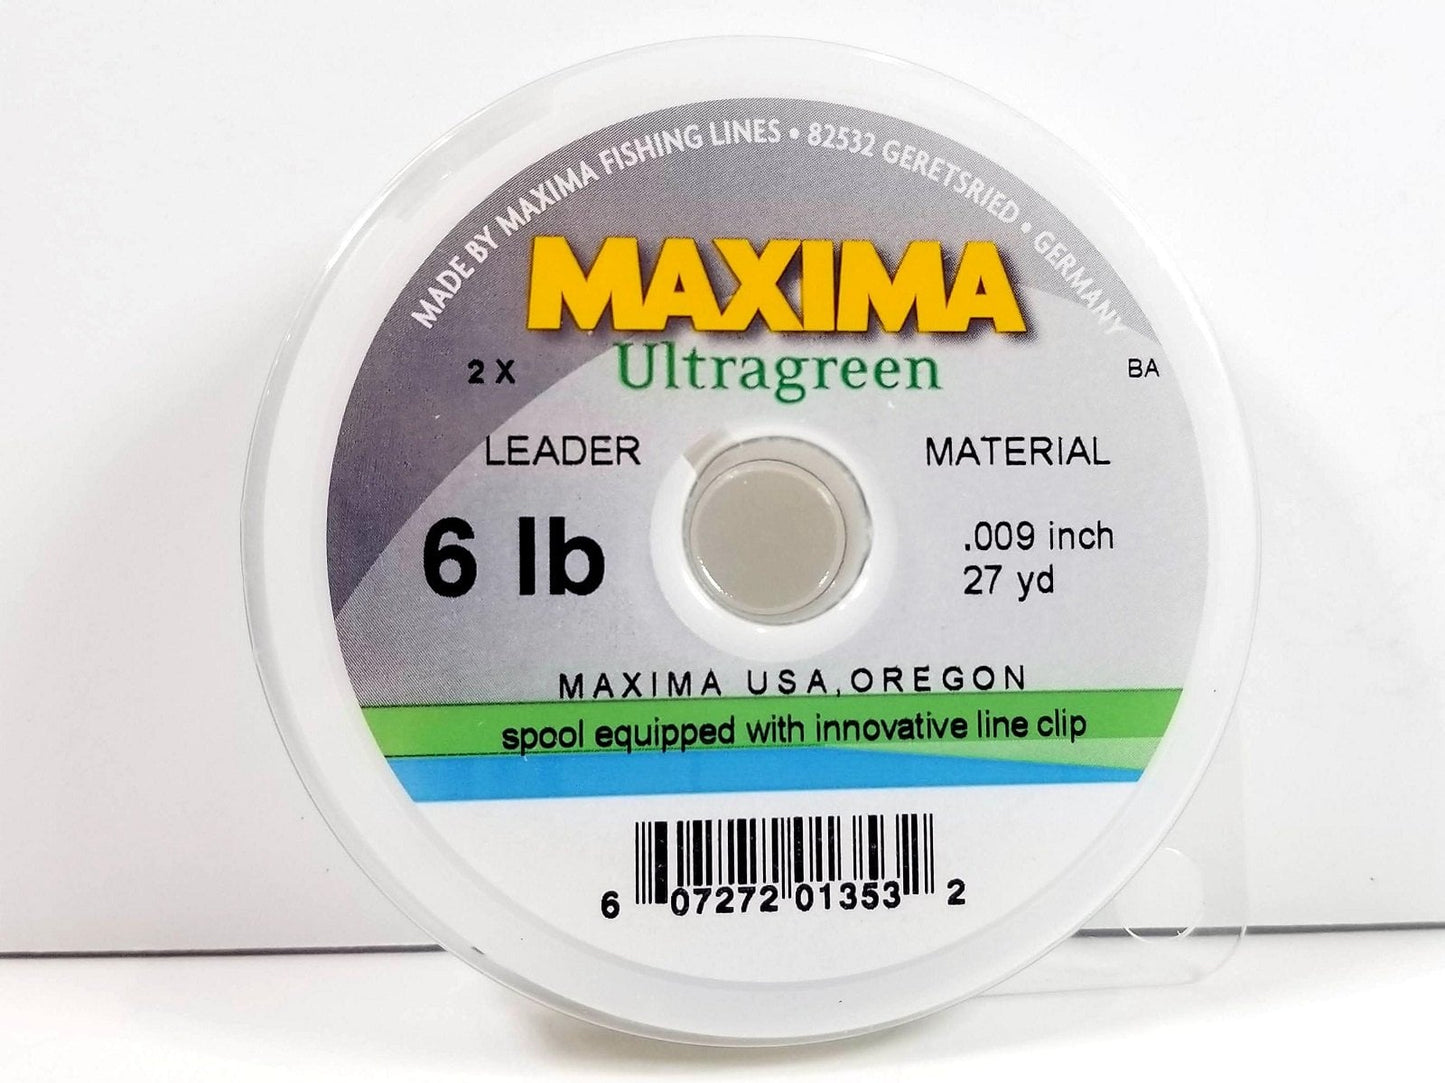 MADE BY MAXIMA FISHING LINES • 82532 GERETSRIED • GERMANY
MAXIMA
2 X
Ultragreen
BA
LEADER
MATERIAL
6 lb
.009 inch
27 yd
MAXIMA USA,OREGON
spool equipped with innovative line clip
6 07272 01353 2